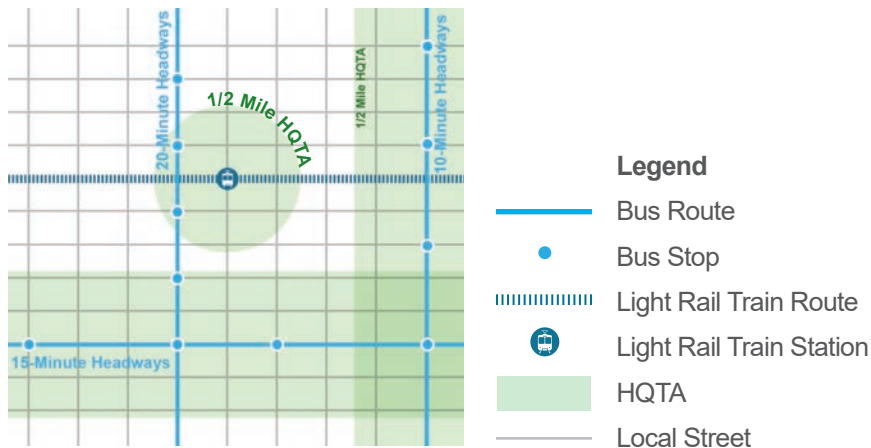 20-Minute Headways
1/2 Mile HQTA
1/2 Mile HQTA
10-Minute Headways
15-Minute Headways
Legend
Bus Route
Bus Stop
Light Rail Train Route
Light Rail Train Station
HQTA
Local Street